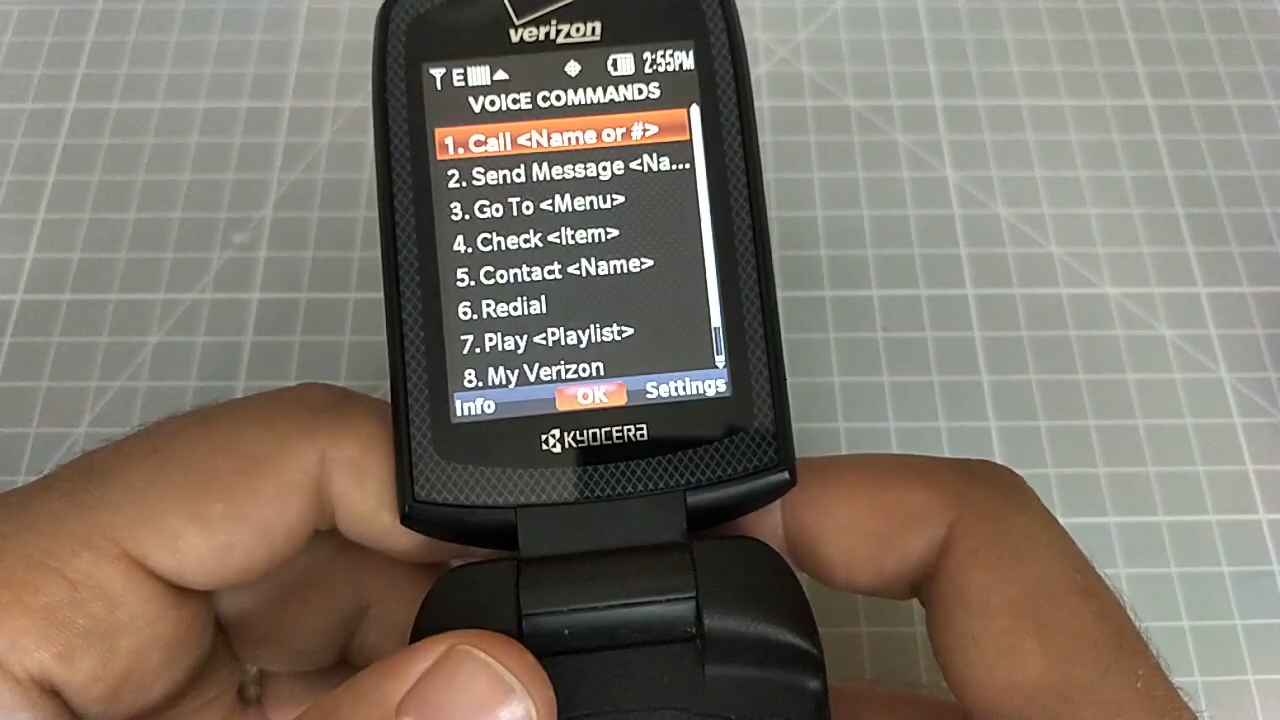 verizon
E 2:55PM
VOICE COMMANDS
1. Call <Name or #>
2. Send Message <Na...
3. Go To <Menu>
4. Check <Item>
5. Contact <Name>
6. Redial
7. Play <Playlist>
8. My Verizon
Info OK Settings
KYOCERA